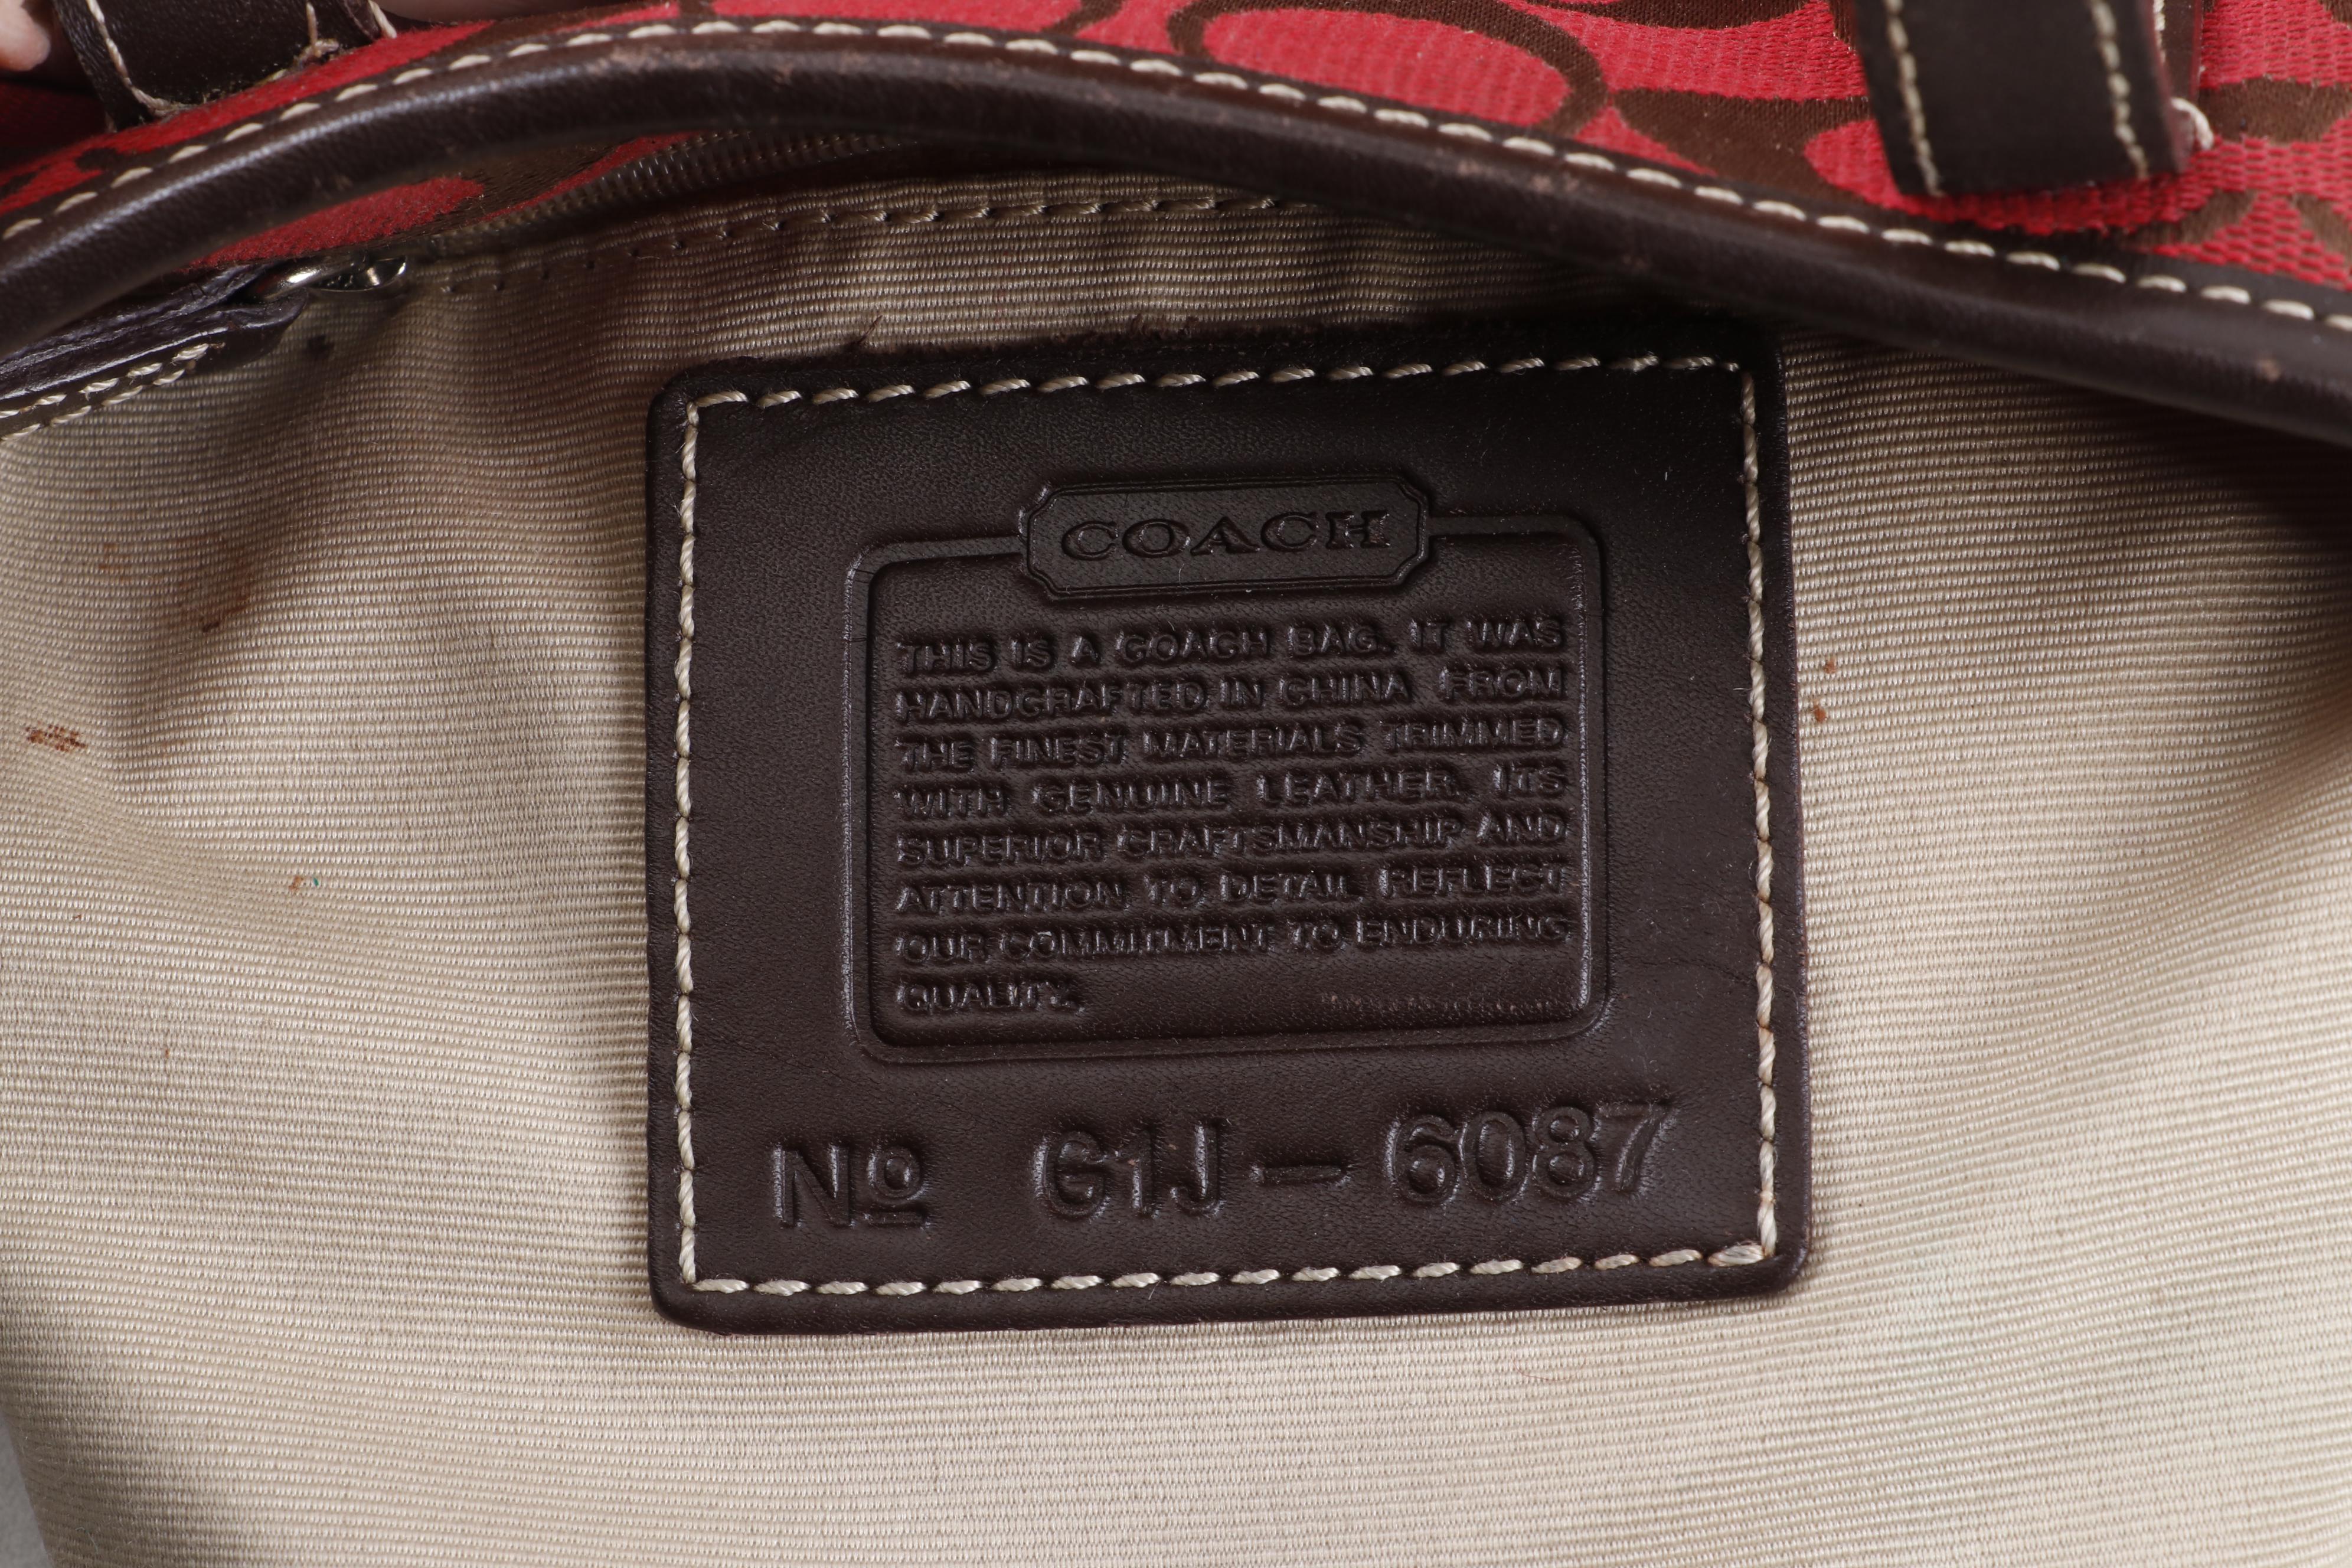 COACH
THIS IS A COACH BAG. IT WAS
HANDCRAFTED IN CHINA FROM
THE FINEST MATERIALS TRIMMED
WITH GENUINE LEATHER. ITS
SUPERIOR CRAFTSMANSHIP AND
ATTENTION TO DETAIL REFLECT
OUR COMMITMENT TO ENDURING
QUALITY.
Nº G1J-6087